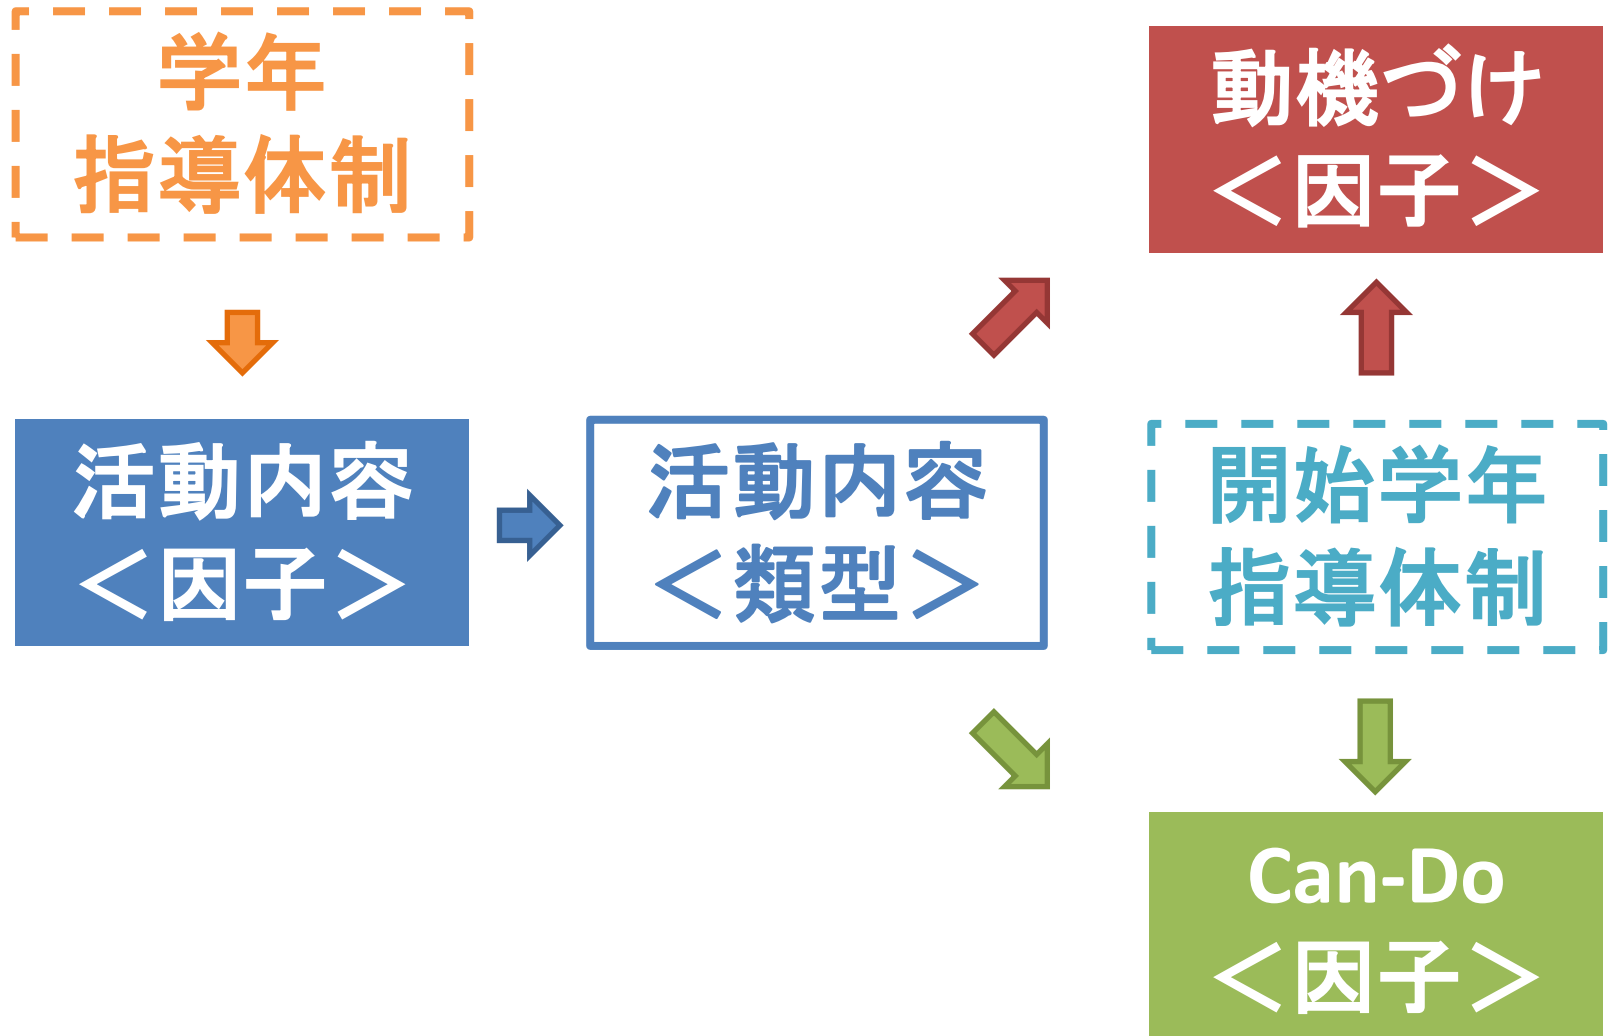 学年
指導体制
動機づけ
＜因子＞
活動内容
＜因子＞
活動内容
＜類型＞
開始学年
指導体制
Can-Do
＜因子＞